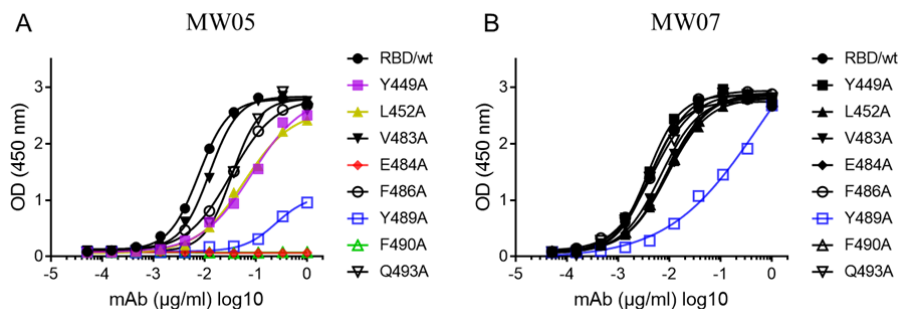 A
MW05
OD (450 nm)
3
2
1
0
-5
-4
-3
-2
-1
0
mAb (μg/ml) log10
RBD/wt
Y449A
L452A
V483A
E484A
F486A
Y489A
F490A
Q493A
B
MW07
OD (450 nm)
3
2
1
0
-5
-4
-3
-2
-1
0
mAb (μg/ml) log10
RBD/wt
Y449A
L452A
V483A
E484A
F486A
Y489A
F490A
Q493A